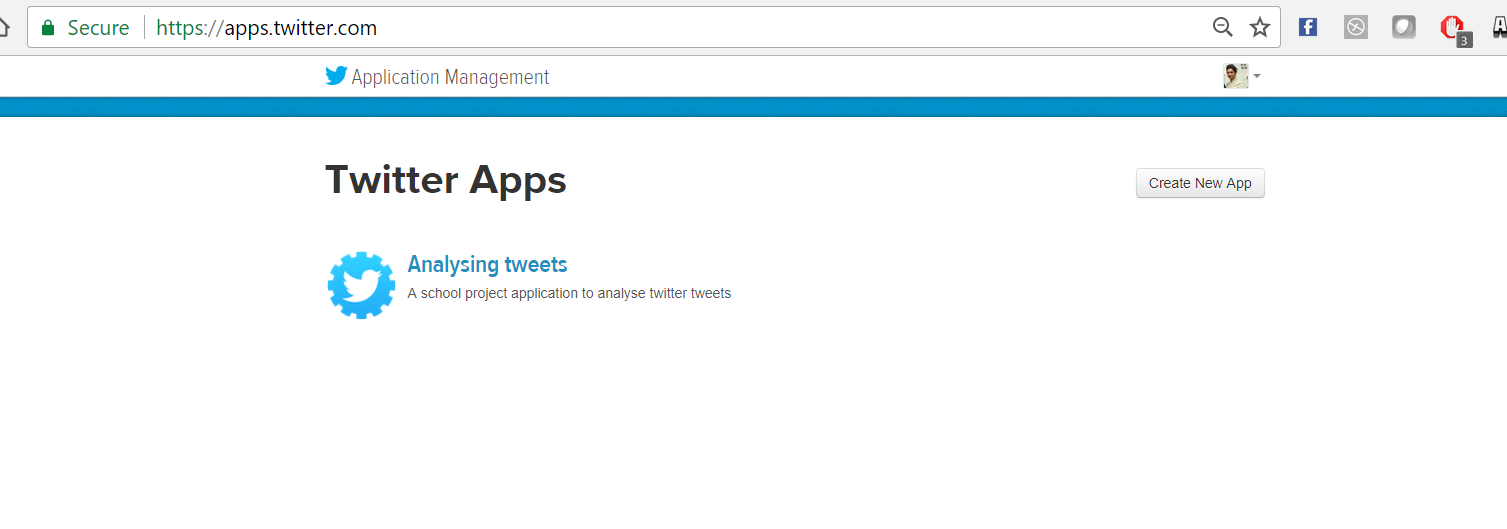 Secure https://apps.twitter.com
3
Application Management
Twitter Apps
Create New App
Analysing tweets
A school project application to analyse twitter tweets